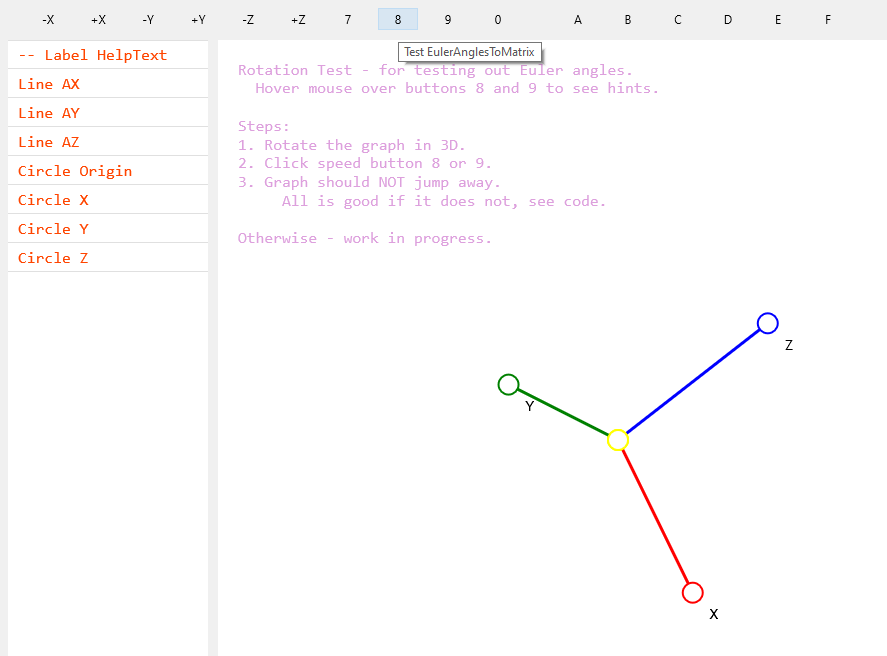 -X +X -Y +Y -Z +Z 7 8 9 0 A B C D E F
Test EulerAnglesToMatrix
-- Label HelpText
Line AX
Line AY
Line AZ
Circle Origin
Circle X
Circle Y
Circle Z
Rotation Test - for testing out Euler angles.
Hover mouse over buttons 8 and 9 to see hints.
Steps:
1. Rotate the graph in 3D.
2. Click speed button 8 or 9.
3. Graph should NOT jump away.
All is good if it does not, see code.
Otherwise - work in progress.
Z
Y
X